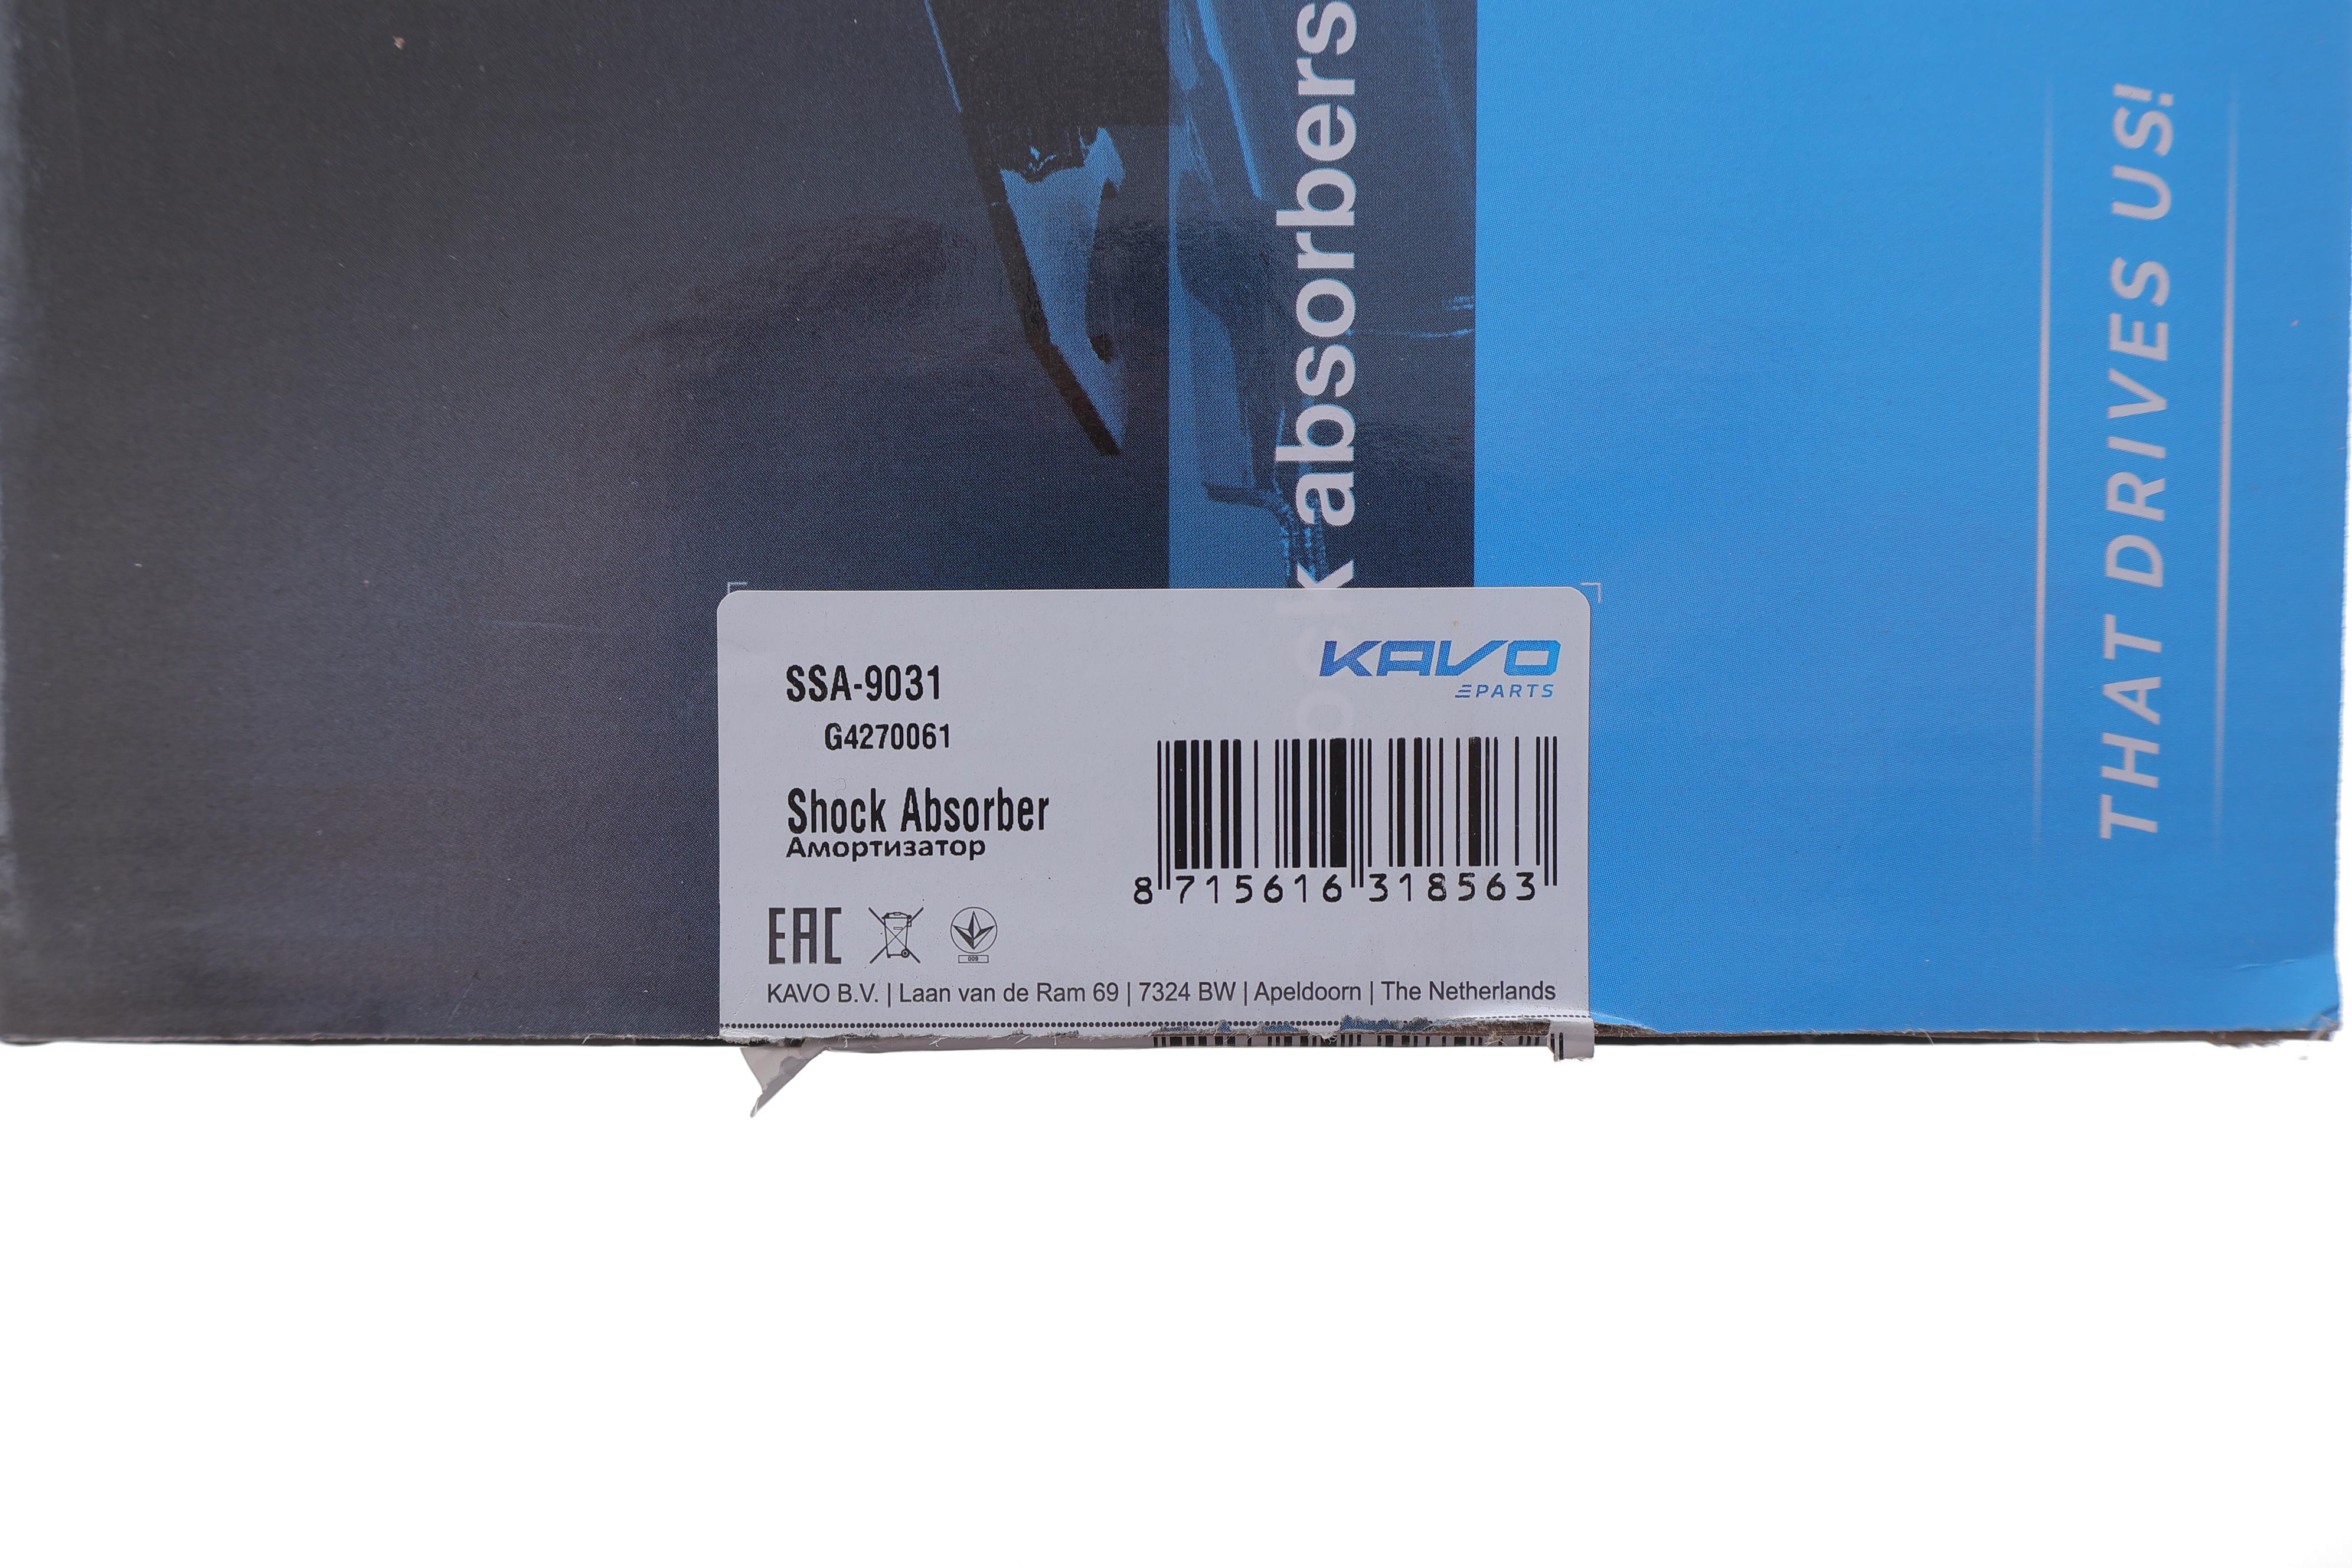 absorbers
THAT DRIVES US!
KAVO
PARTS
SSA-9031
G4270061
Shock Absorber
Амортизатор
8 715616 318563
EAC
009
KAVO B.V. | Laan van de Ram 69 | 7324 BW | Apeldoorn | The Netherlands